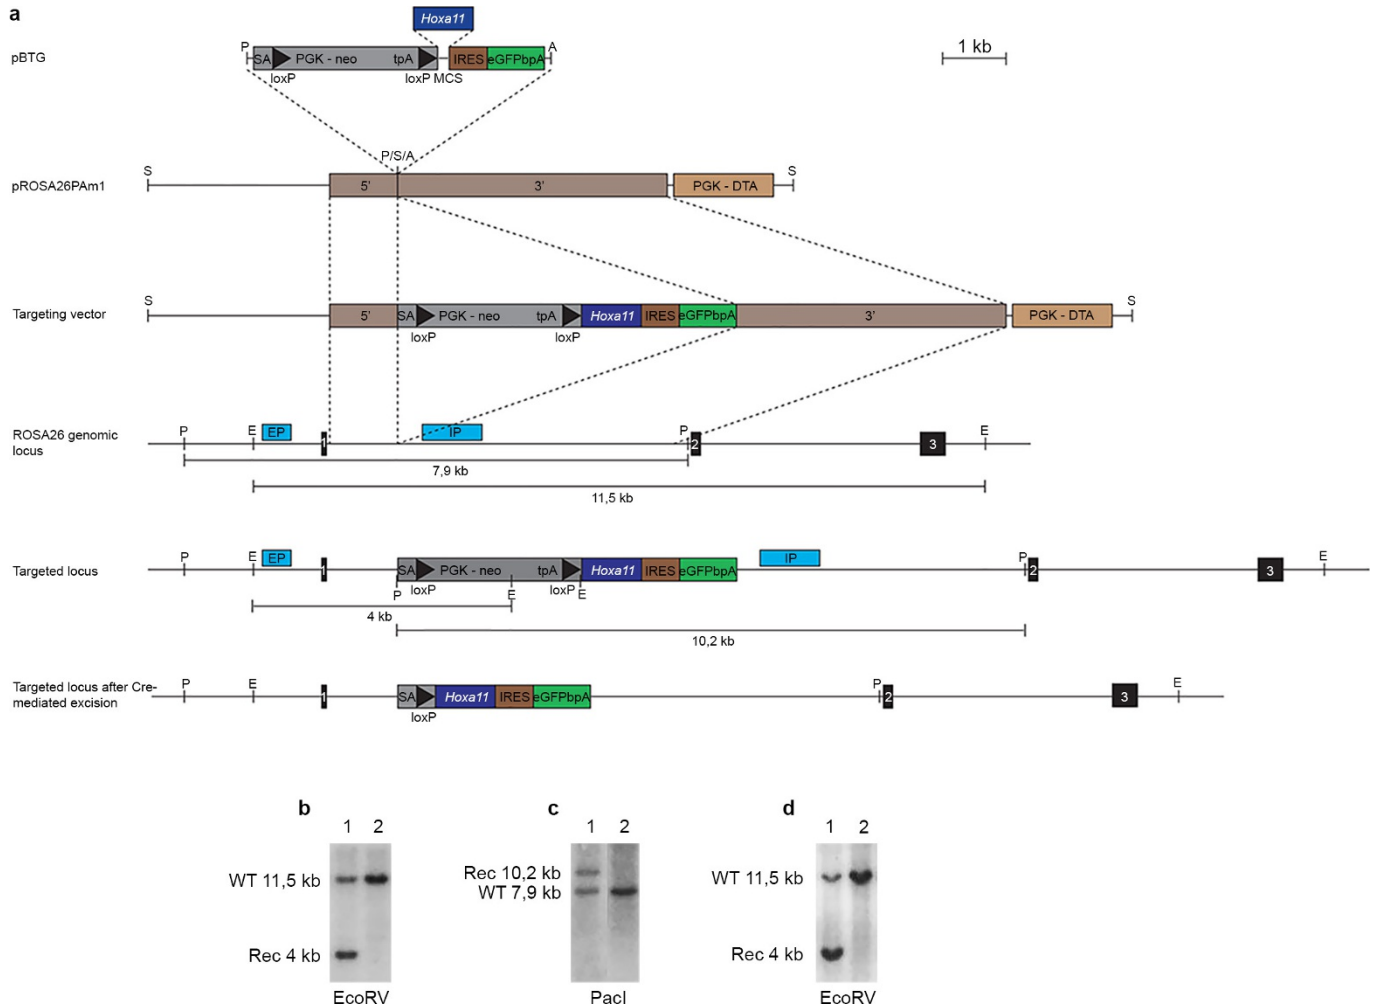 a
Hoxa11
pBTG
P
SA
PGK - neo
tpA
IRES
eGFPbpA
A
loxP
loxP MCS
1 kb
P/S/A
pROSA26PAm1
S
5'
3'
PGK - DTA
S
Targeting vector
S
5'
SA
PGK - neo
tpA
Hoxa11
IRES
eGFPbpA
3'
PGK - DTA
S
loxP
loxP
ROSA26 genomic
locus
P
E
EP
1
IP
P
2
3
E
7,9 kb
11,5 kb
Targeted locus
P
E
EP
1
SA
PGK - neo
tpA
Hoxa11
IRES
eGFPbpA
IP
P
2
3
E
P
loxP
E
loxP
E
4 kb
10,2 kb
Targeted locus after Cre-
mediated excision
P
E
1
SA
Hoxa11
IRES
eGFPbpA
P
2
3
E
loxP
b
1 2
WT 11,5 kb
Rec 4 kb
EcoRV
c
1 2
Rec 10,2 kb
WT 7,9 kb
PacI
d
1 2
WT 11,5 kb
Rec 4 kb
EcoRV